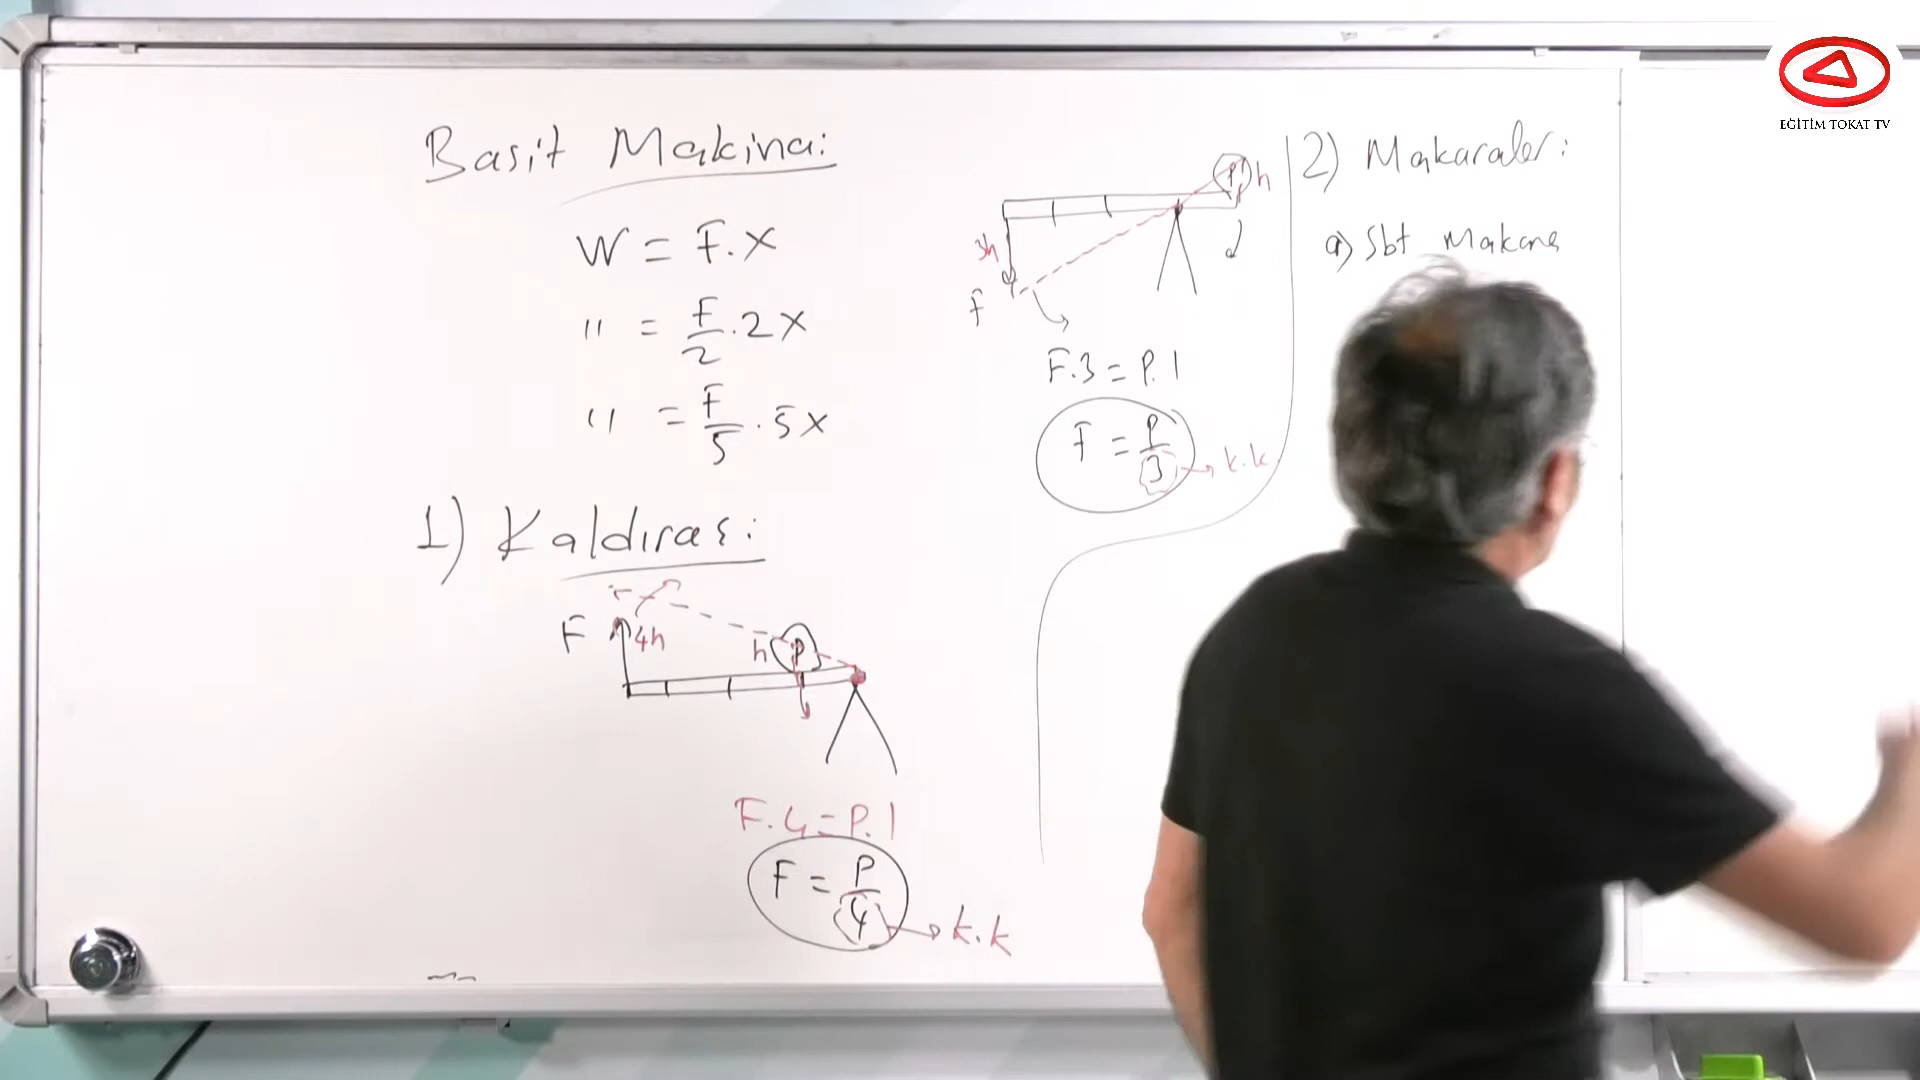 Basit Makina:
W = F.X
" = F/2 . 2X
" = F/5 . 5X
1) Kaldıraç:
F 4h h P
F.4=P.1
F = P/4 → k.k
P h
3h
F
F.3=P.1
F = P/3 → k.k
2) Makaralar:
a) Sbt Makara
EĞİTİM TOKAT TV